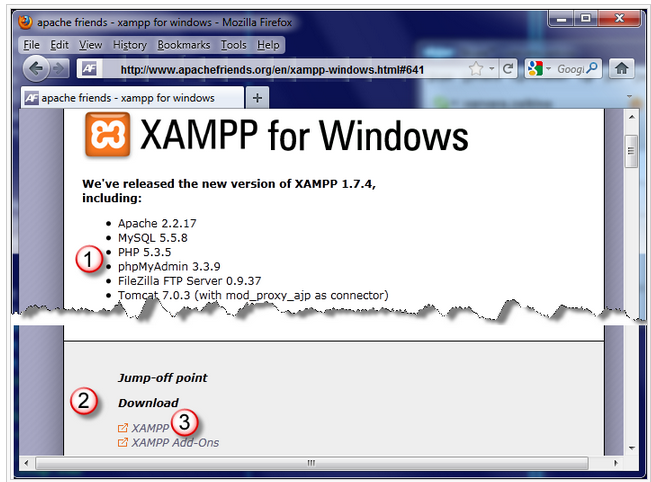 apache friends - xampp for windows - Mozilla Firefox
File Edit View History Bookmarks Tools Help
AF http://www.apachefriends.org/en/xampp-windows.html#641 Googl
AF apache friends - xampp for windows +
XAMPP for Windows
We've released the new version of XAMPP 1.7.4,
including:
• Apache 2.2.17
• MySQL 5.5.8
• PHP 5.3.5
1
• phpMyAdmin 3.3.9
• FileZilla FTP Server 0.9.37
• Tomcat 7.0.3 (with mod_proxy_ajp as connector)
Jump-off point
2 Download
XAMPP 3
XAMPP Add-Ons